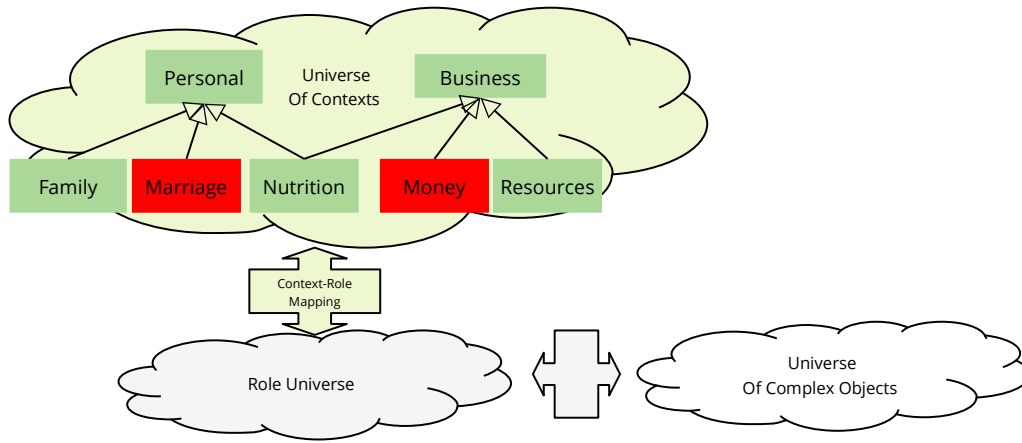 Personal
Universe
Of Contexts
Business
Family
Marriage
Nutrition
Money
Resources
Context-Role
Mapping
Role Universe
Universe
Of Complex Objects